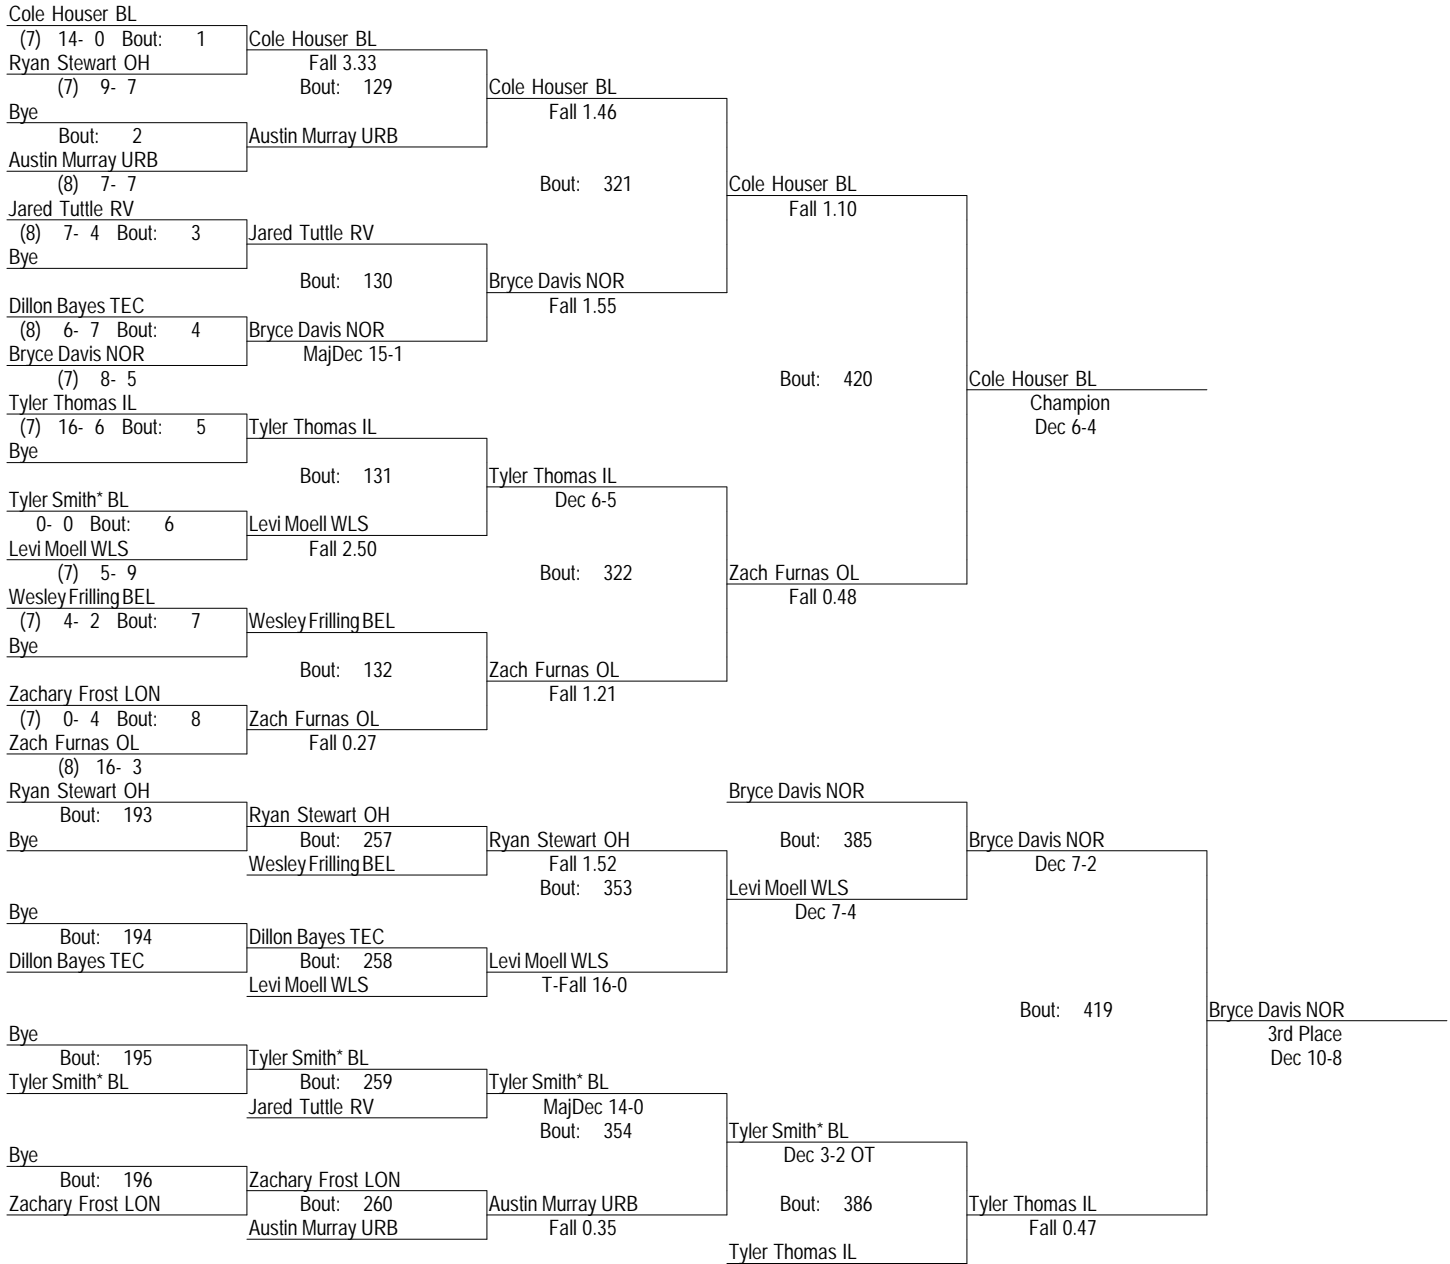 Cole Houser BL
(7) 14- 0 Bout: 1
Ryan Stewart OH
(7) 9- 7
Bye
Bout: 2
Austin Murray URB
(8) 7- 7
Jared Tuttle RV
(8) 7- 4 Bout: 3
Bye
Dillon Bayes TEC
(8) 6- 7 Bout: 4
Bryce Davis NOR
(7) 8- 5
Tyler Thomas IL
(7) 16- 6 Bout: 5
Bye
Tyler Smith* BL
0- 0 Bout: 6
Levi Moell WLS
(7) 5- 9
Wesley Frilling BEL
(7) 4- 2 Bout: 7
Bye
Zachary Frost LON
(7) 0- 4 Bout: 8
Zach Furnas OL
(8) 16- 3
Cole Houser BL
Fall 3.33
Bout: 129
Austin Murray URB
Jared Tuttle RV
Bout: 130
Bryce Davis NOR
MajDec 15-1
Tyler Thomas IL
Bout: 131
Levi Moell WLS
Fall 2.50
Wesley Frilling BEL
Bout: 132
Zach Furnas OL
Fall 0.27
Cole Houser BL
Fall 1.46
Bout: 321
Bryce Davis NOR
Fall 1.55
Tyler Thomas IL
Dec 6-5
Bout: 322
Zach Furnas OL
Fall 1.21
Cole Houser BL
Fall 1.10
Bout: 420
Zach Furnas OL
Fall 0.48
Cole Houser BL
Champion
Dec 6-4
Ryan Stewart OH
Bout: 193
Bye
Bye
Bout: 194
Dillon Bayes TEC
Bye
Bout: 195
Tyler Smith* BL
Bye
Bout: 196
Zachary Frost LON
Ryan Stewart OH
Bout: 257
Wesley Frilling BEL
Dillon Bayes TEC
Bout: 258
Levi Moell WLS
Tyler Smith* BL
Bout: 259
Jared Tuttle RV
Zachary Frost LON
Bout: 260
Austin Murray URB
Ryan Stewart OH
Fall 1.52
Bout: 353
Levi Moell WLS
T-Fall 16-0
Tyler Smith* BL
MajDec 14-0
Bout: 354
Austin Murray URB
Fall 0.35
Bryce Davis NOR
Bout: 385
Levi Moell WLS
Dec 7-4
Tyler Smith* BL
Dec 3-2 OT
Bout: 386
Tyler Thomas IL
Bryce Davis NOR
Dec 7-2
Bout: 419
Tyler Thomas IL
Fall 0.47
Bryce Davis NOR
3rd Place
Dec 10-8